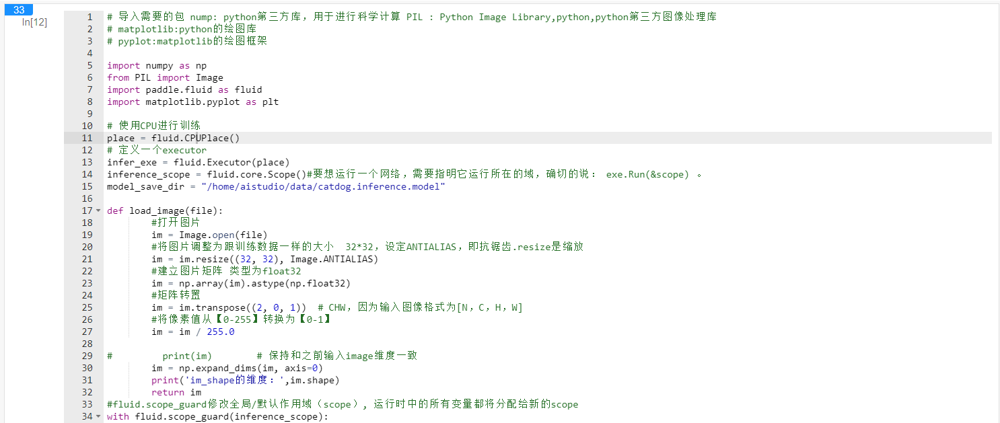 33
In[12]
1 # 导入需要的包 nump: python第三方库，用于进行科学计算 PIL : Python Image Library,python,python第三方图像处理库
2 # matplotlib:python的绘图库
3 # pyplot:matplotlib的绘图框架
4
5 import numpy as np
6 from PIL import Image
7 import paddle.fluid as fluid
8 import matplotlib.pyplot as plt
9
10 # 使用CPU进行训练
11 place = fluid.CPUPlace()
12 # 定义一个executor
13 infer_exe = fluid.Executor(place)
14 inference_scope = fluid.core.Scope()#要想运行一个网络，需要指明它运行所在的域，确切的说： exe.Run(&scope) 。
15 model_save_dir = "/home/aistudio/data/catdog.inference.model"
16
17 def load_image(file):
18         #打开图片
19         im = Image.open(file)
20         #将图片调整为跟训练数据一样的大小  32*32，设定ANTIALIAS，即抗锯齿.resize是缩放
21         im = im.resize((32, 32), Image.ANTIALIAS)
22         #建立图片矩阵 类型为float32
23         im = np.array(im).astype(np.float32)
24         #矩阵转置
25         im = im.transpose((2, 0, 1))  # CHW，因为输入图像格式为[N，C，H，W]
26         #将像素值从【0-255】转换为【0-1】
27         im = im / 255.0
28
29 #         print(im)        # 保持和之前输入image维度一致
30         im = np.expand_dims(im, axis=0)
31         print('im_shape的维度：',im.shape)
32         return im
33 #fluid.scope_guard修改全局/默认作用域（scope）, 运行时中的所有变量都将分配给新的scope
34 with fluid.scope_guard(inference_scope):